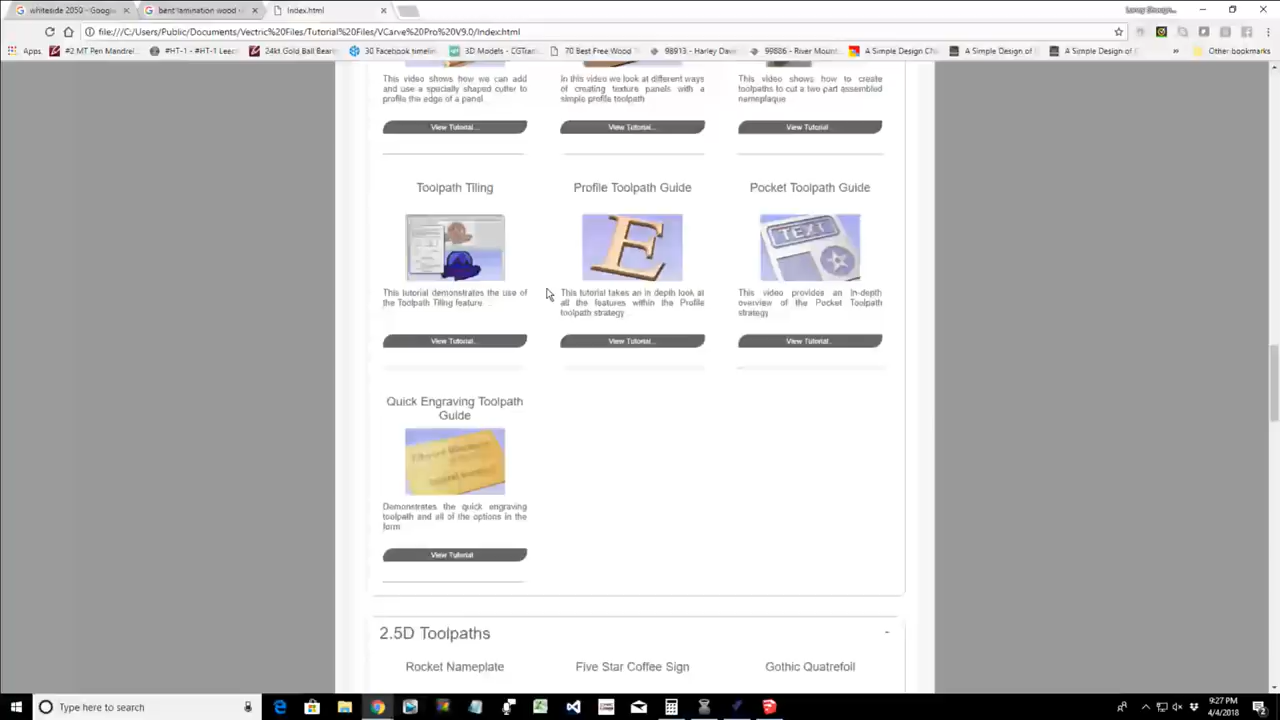 whiteside 2050 - Google
bent lamination wood -
Index.html
file:///C:/Users/Public/Documents/Vectric%20Files/Tutorial%20Files/VCarve%20Pro%20V9.0/Index.html
Apps
#2 MT Pen Mandrel
#HT-1 - #HT-1 Leec
24kt Gold Ball Bear
30 Facebook timeline
3D Models - CGTra
70 Best Free Wood T
98913 - Harley Daw
99886 - River Mount
A Simple Design Ch
A Simple Design of
A Simple Design of E
Other bookmarks
This video shows how we can add and use a specially shaped cutter to profile the edge of a panel
In this video we look at different ways of creating texture panels with a simple profile toolpath
This video shows how to create toolpaths to cut a two part assembled nameplaque
View Tutorial...
View Tutorial...
View Tutorial
Toolpath Tiling
Profile Toolpath Guide
Pocket Toolpath Guide
E
TEXT
This tutorial demonstrates the use of the Toolpath Tiling feature
This tutorial takes an in depth look at all the features within the Profile toolpath strategy
This video provides an in-depth overview of the Pocket Toolpath strategy
View Tutorial...
View Tutorial...
View Tutorial...
Quick Engraving Toolpath
Guide
Demonstrates the quick engraving toolpath and all of the options in the form
View Tutorial
2.5D Toolpaths
-
Rocket Nameplate
Five Star Coffee Sign
Gothic Quatrefoil
Type here to search
9:27 PM
4/4/2018